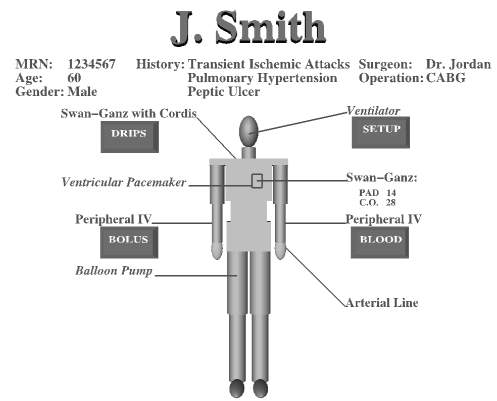 J. Smith
MRN: 1234567 History: Transient Ischemic Attacks Surgeon: Dr. Jordan
Age: 60 Pulmonary Hypertension Operation: CABG
Gender: Male Peptic Ulcer
Swan-Ganz with Cordis Ventilator
DRIPS SETUP
Ventricular Pacemaker Swan-Ganz:
PAD 14
C.O. 28
Peripheral IV Peripheral IV
BOLUS BLOOD
Balloon Pump
Arterial Line